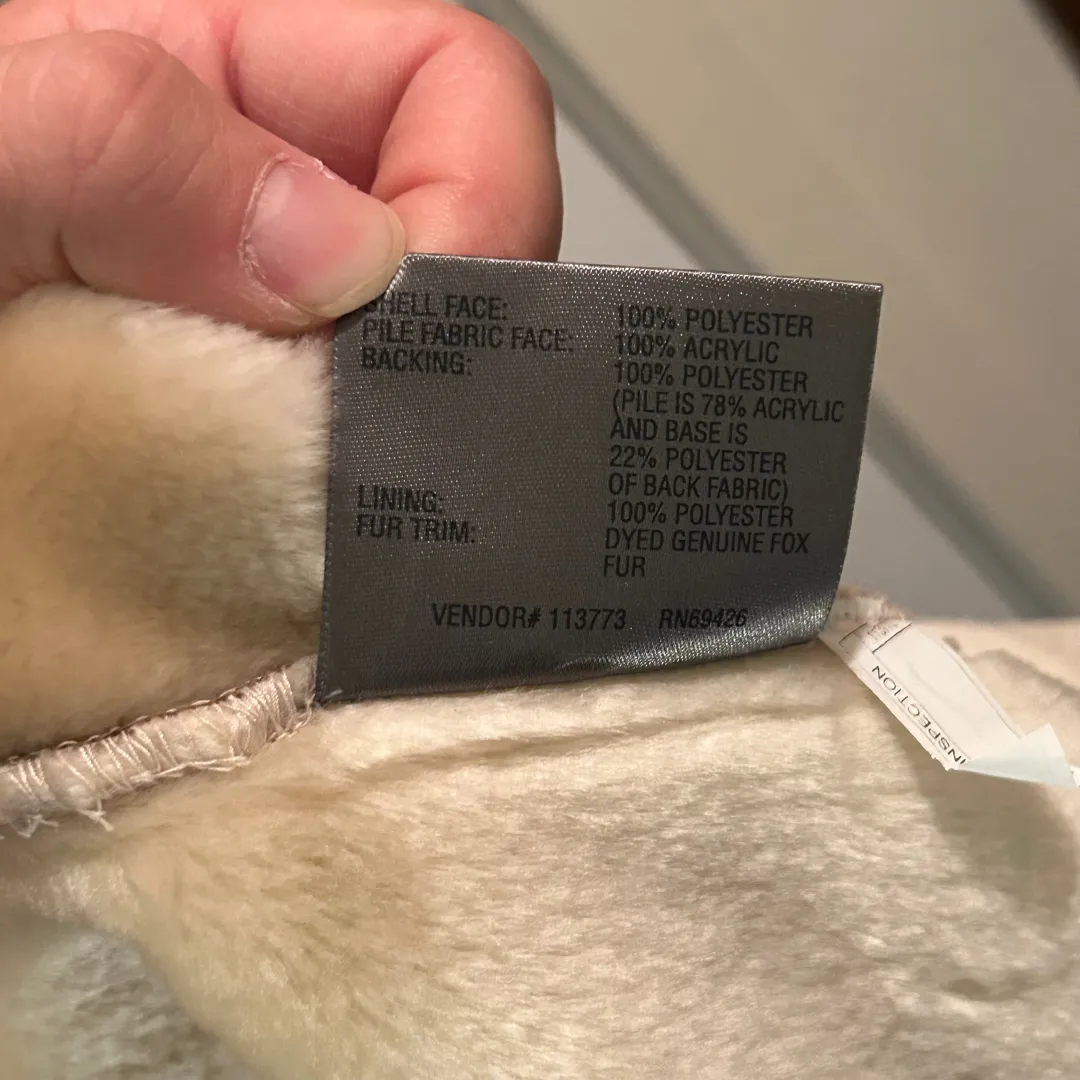 SHELL FACE: 100% POLYESTER
PILE FABRIC FACE: 100% ACRYLIC
BACKING: 100% POLYESTER
(PILE IS 78% ACRYLIC
AND BASE IS
22% POLYESTER
OF BACK FABRIC)
LINING: 100% POLYESTER
FUR TRIM: DYED GENUINE FOX
FUR
VENDOR# 113773 RN69426
INSPECTION